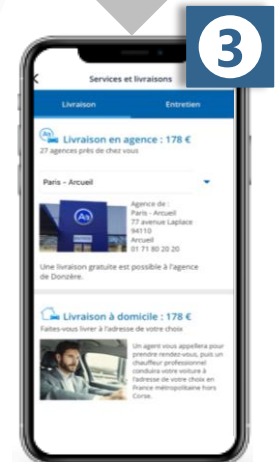 3
Services et livraisons
Livraison Entretien
Livraison en agence : 178 €
27 agences près de chez vous
Paris - Arcueil
Agence de :
Paris - Arcueil
77 avenue Laplace
94110
Arcueil
01 71 80 20 20
Une livraison gratuite est possible à l'agence
de Donzère.
Livraison à domicile : 178 €
Faites-vous livrer à l'adresse de votre choix
Un agent vous appellera pour
prendre rendez-vous, puis un
chauffeur professionnel
conduira votre voiture à
l'adresse de votre choix en
France métropolitaine hors
Corse.